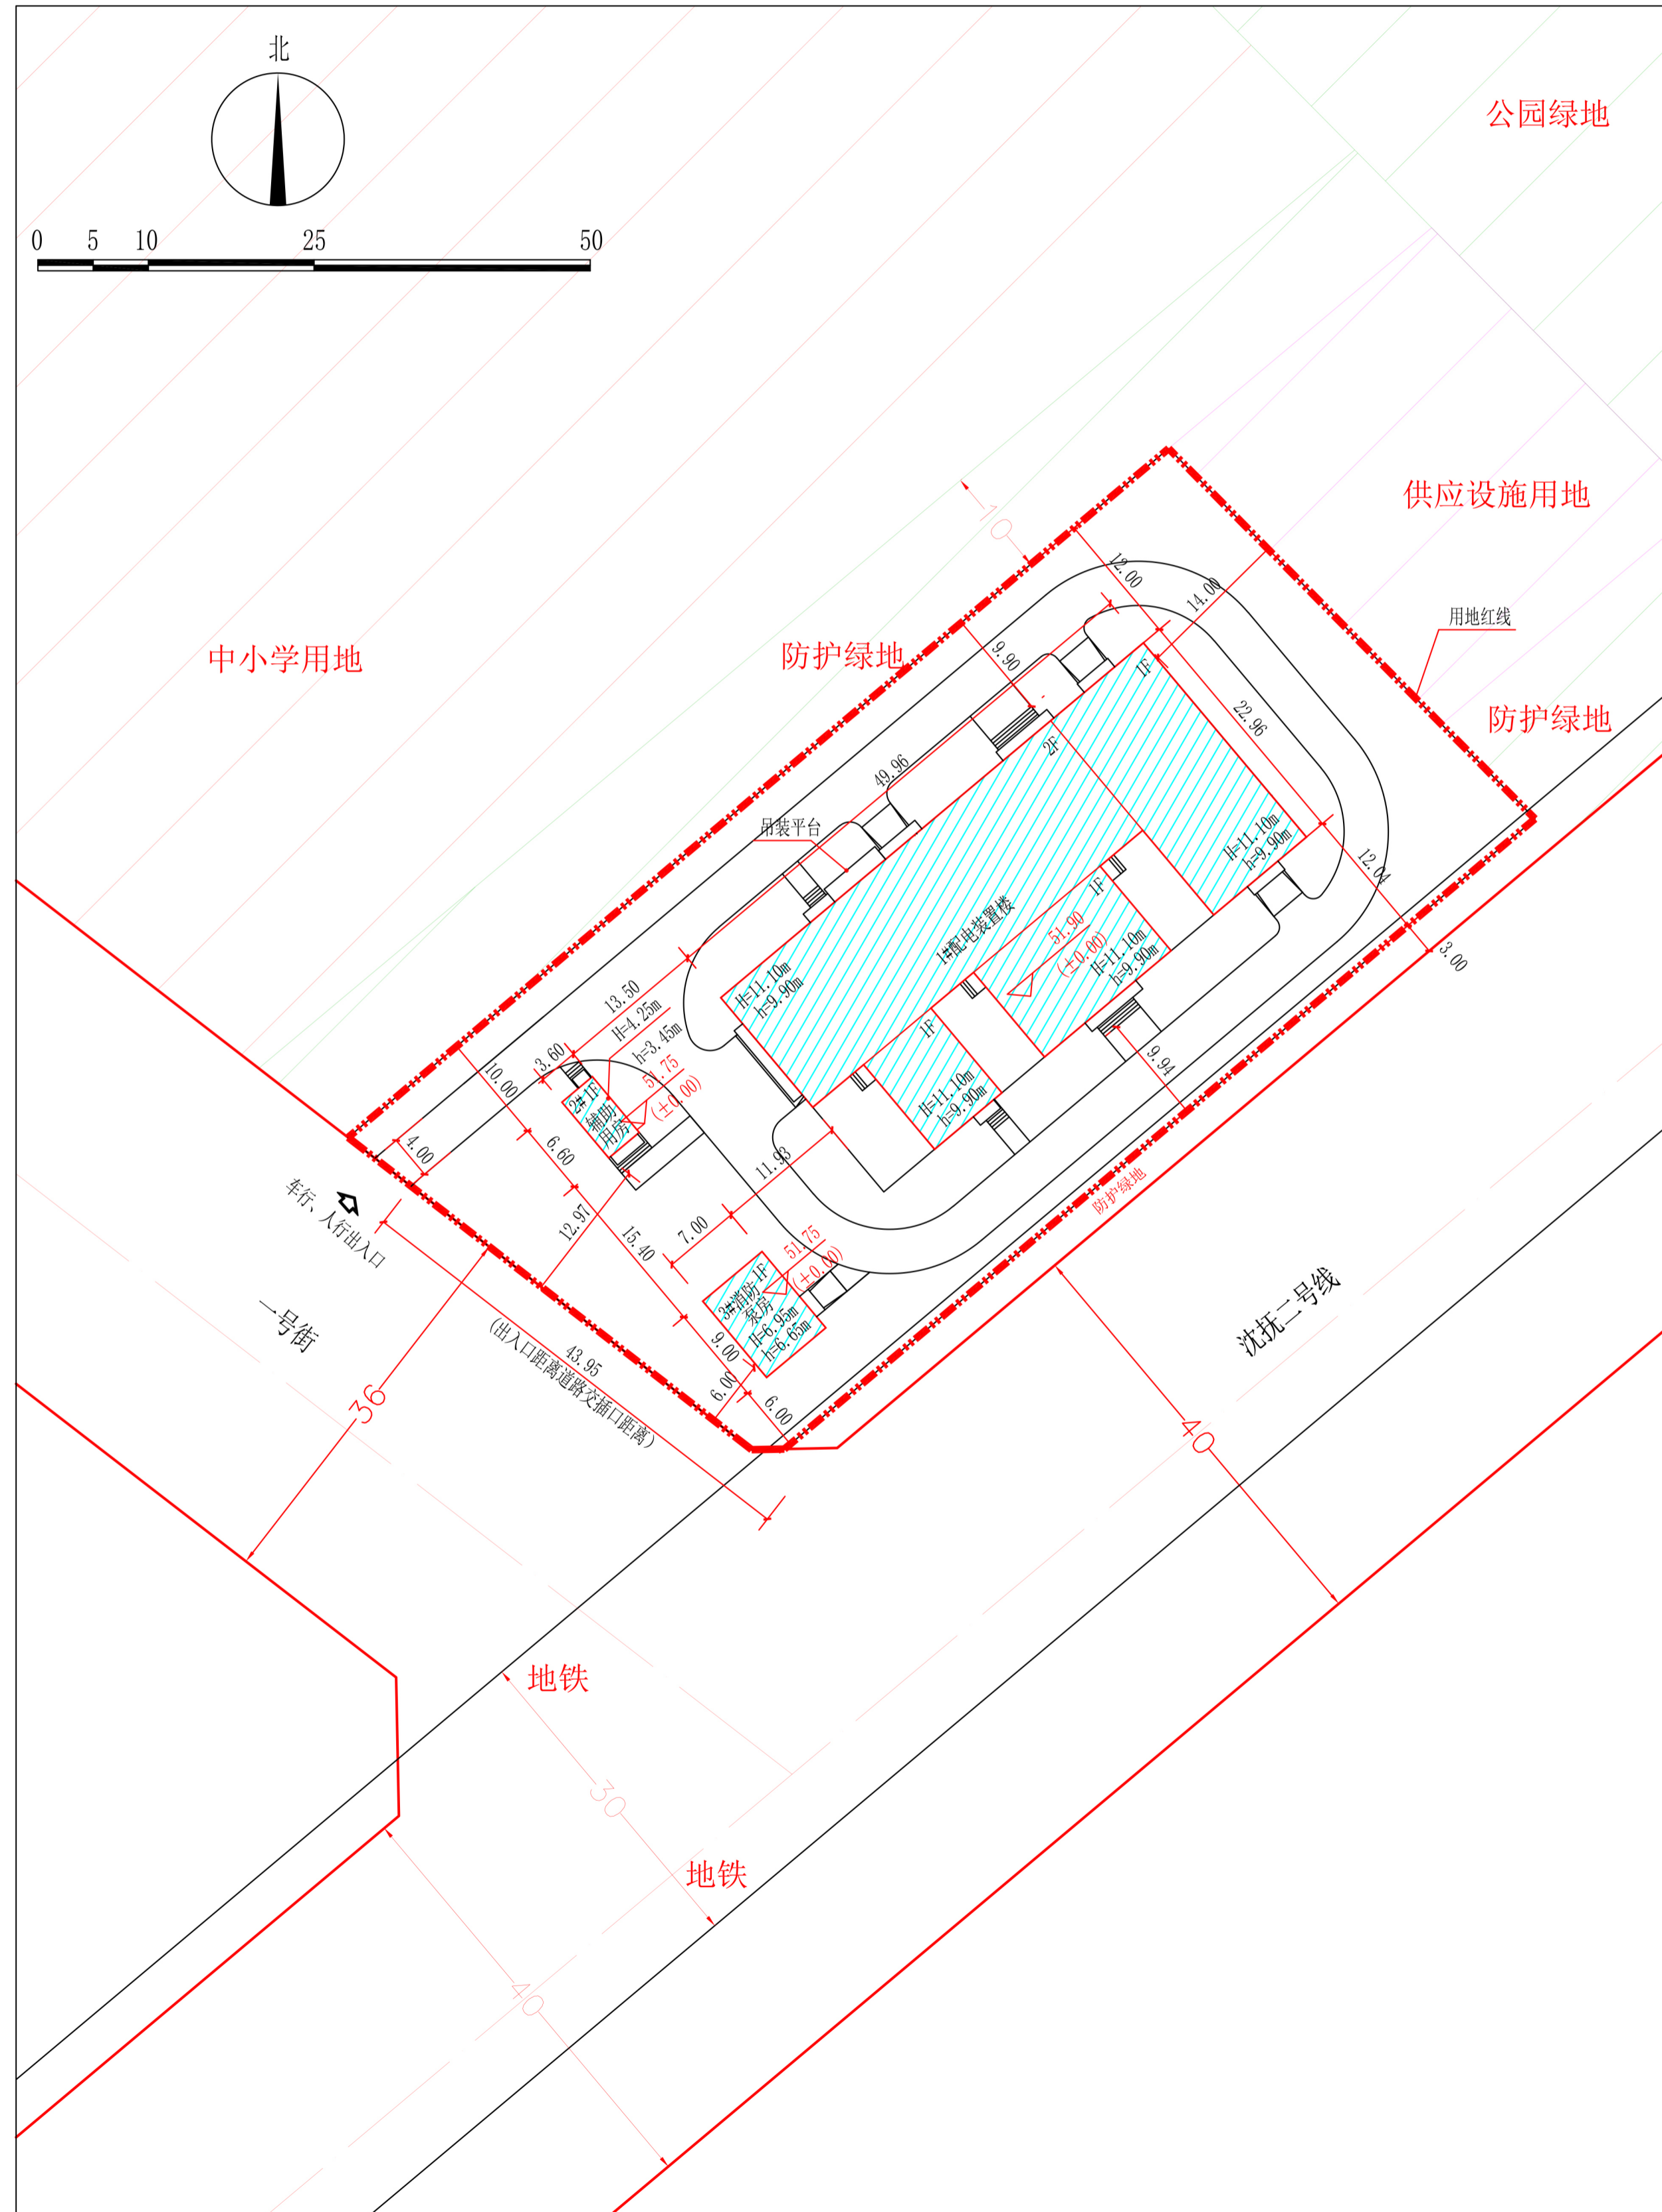 北
0 5 10 25 50
公园绿地
供应设施用地
用地红线
防护绿地
中小学用地
防护绿地
10
12.00
14.00
9.90
1F
22.96
2F
49.96
吊装平台
H=11.10m
h=9.90m
12.04
3.00
1F
1#配电装置楼
51.90
(±0.00)
H=11.10m
h=9.90m
H=11.10m
h=9.90m
13.50
H=4.25m
h=3.45m
3.60
51.75
(±0.00)
10.00
2#-1F
辅助
用房
1F
H=11.10m
h=9.90m
9.94
4.00
6.60
11.93
防护绿地
车行、人行出入口
12.97
15.40
7.00
51.75
(±0.00)
3#消防-1F
泵房
H=6.95m
h=6.65m
9.00
6.00
6.00
一号街
43.95
(出入口距离道路交插口距离)
36
沈抚二号线
40
地铁
30
地铁
40